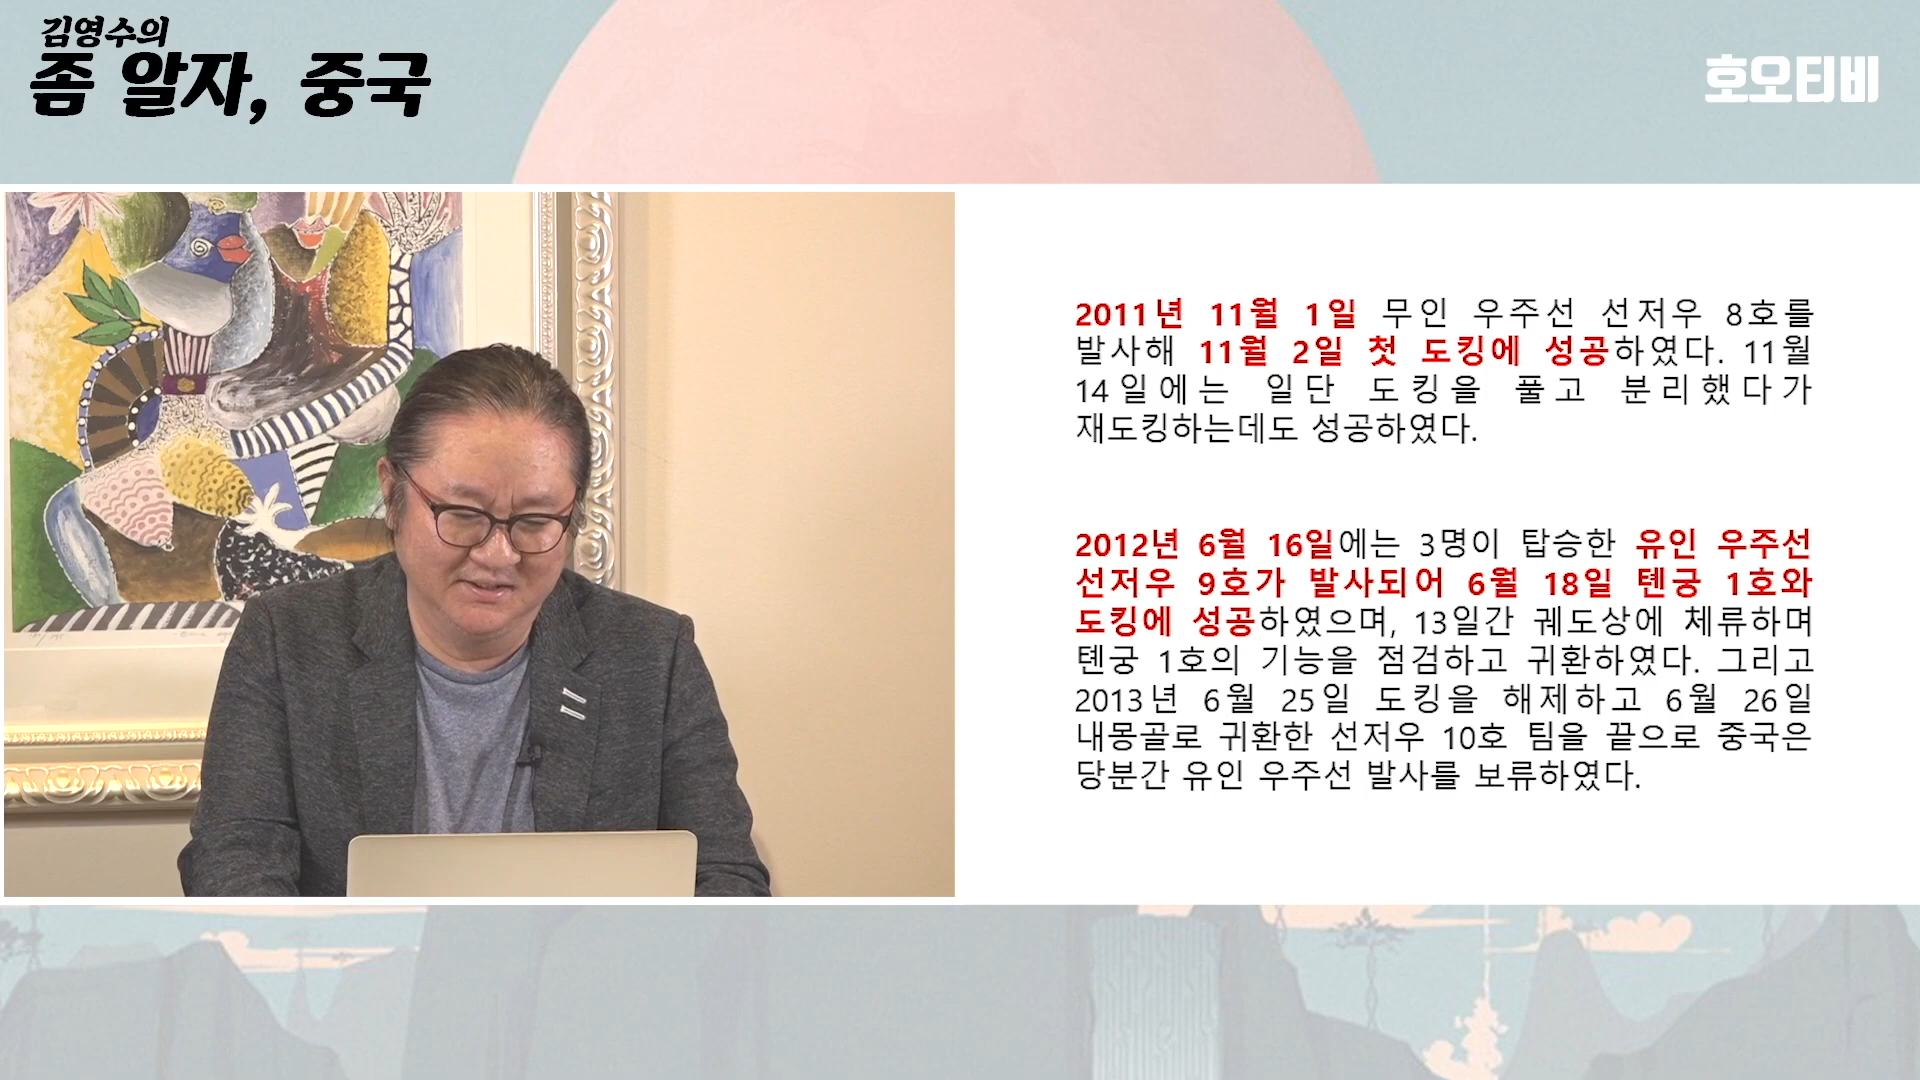 김영수의
좀 알자, 중국
호오티비
2011년 11월 1일 무인 우주선 선저우 8호를
발사해 11월 2일 첫 도킹에 성공하였다. 11월
14일에는 일단 도킹을 풀고 분리했다가
재도킹하는데도 성공하였다.
2012년 6월 16일에는 3명이 탑승한 유인 우주선
선저우 9호가 발사되어 6월 18일 톈궁 1호와
도킹에 성공하였으며, 13일간 궤도상에 체류하며
톈궁 1호의 기능을 점검하고 귀환하였다. 그리고
2013년 6월 25일 도킹을 해제하고 6월 26일
내몽골로 귀환한 선저우 10호 팀을 끝으로 중국은
당분간 유인 우주선 발사를 보류하였다.